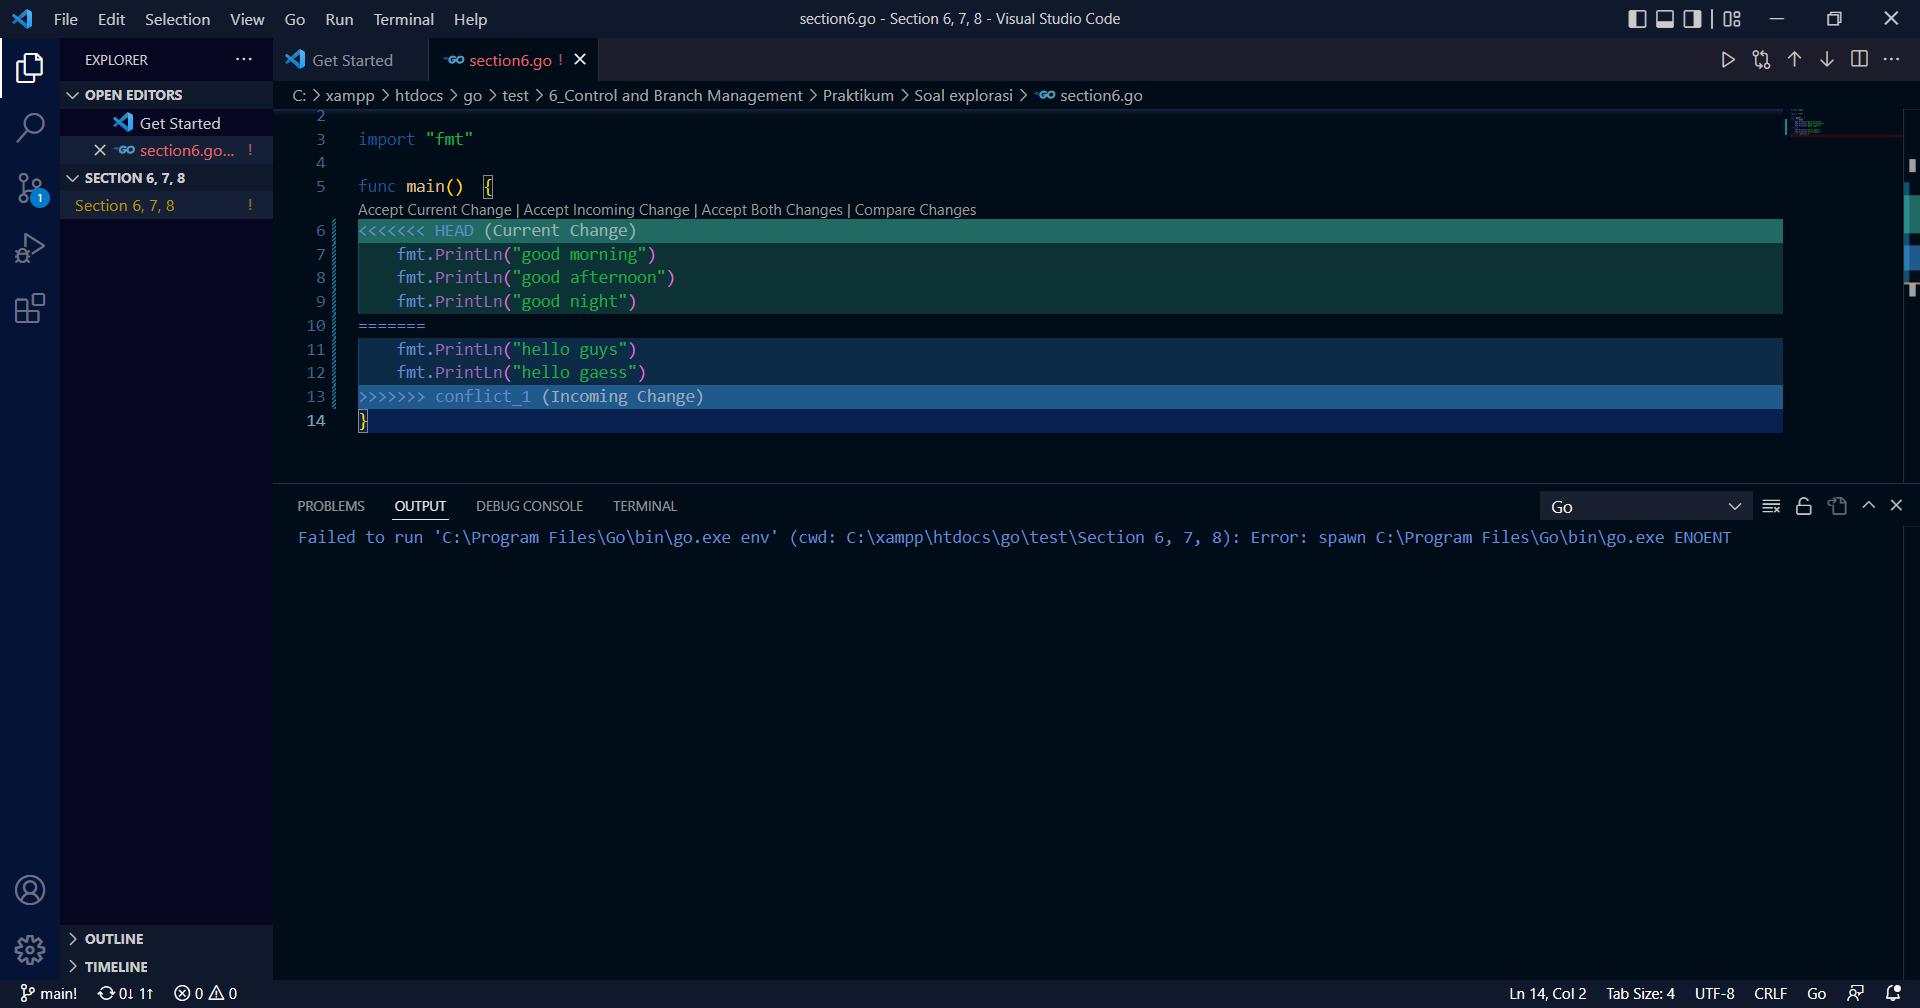 File Edit Selection View Go Run Terminal Help
section6.go - Section 6, 7, 8 - Visual Studio Code
EXPLORER
OPEN EDITORS
Get Started
section6.go... !
SECTION 6, 7, 8
Section 6, 7, 8 !
1
OUTLINE
TIMELINE
Get Started
GO section6.go !
C: > xampp > htdocs > go > test > 6_Control and Branch Management > Praktikum > Soal explorasi > GO section6.go
2
3 import "fmt"
4
5 func main() {
Accept Current Change | Accept Incoming Change | Accept Both Changes | Compare Changes
6 <<<<<<< HEAD (Current Change)
7 fmt.PrintLn("good morning")
8 fmt.PrintLn("good afternoon")
9 fmt.PrintLn("good night")
10 =======
11 fmt.PrintLn("hello guys")
12 fmt.PrintLn("hello gaess")
13 >>>>>>> conflict_1 (Incoming Change)
14 }
PROBLEMS OUTPUT DEBUG CONSOLE TERMINAL
Go
Failed to run 'C:\Program Files\Go\bin\go.exe env' (cwd: C:\xampp\htdocs\go\test\Section 6, 7, 8): Error: spawn C:\Program Files\Go\bin\go.exe ENOENT
main! 0↓ 1↑ 0 0
Ln 14, Col 2 Tab Size: 4 UTF-8 CRLF Go